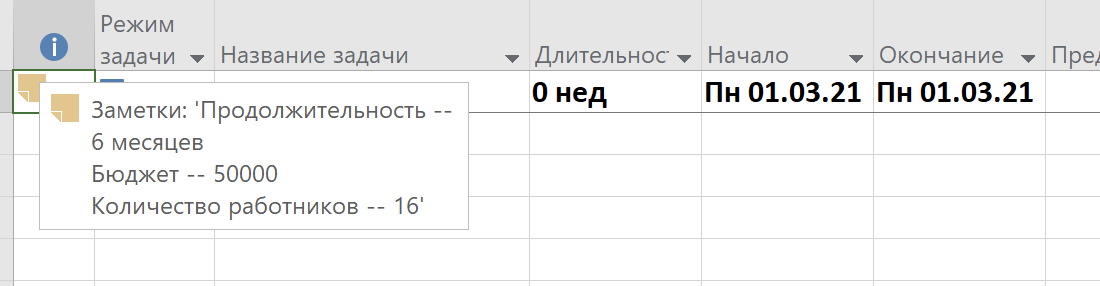 Режим
задачи
Название задачи
Длительност
Начало
Окончание
Пред
0 нед
Пн 01.03.21
Пн 01.03.21
Заметки: 'Продолжительность --
6 месяцев
Бюджет -- 50000
Количество работников -- 16'